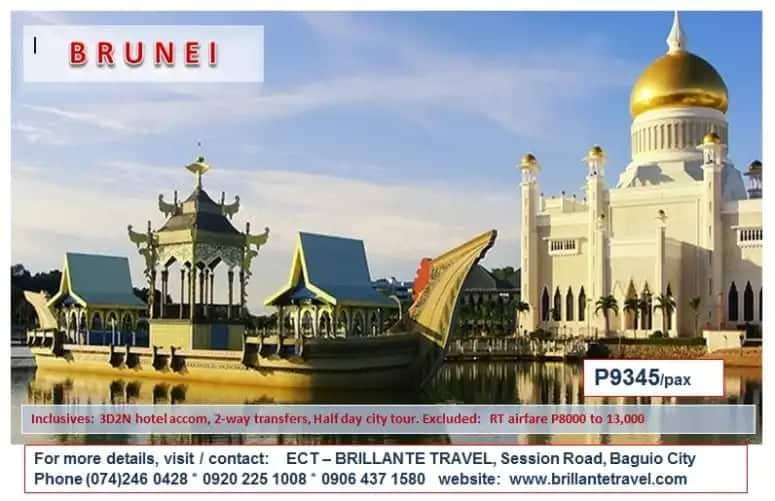 BRUNEI
P9345/pax
Inclusives: 3D2N hotel accom, 2-way transfers, Half day city tour. Excluded: RT airfare P8000 to 13,000
For more details, visit / contact: ECT – BRILLANTE TRAVEL, Session Road, Baguio City
Phone (074)246 0428 * 0920 225 1008 * 0906 437 1580 website: www.brillantetravel.com